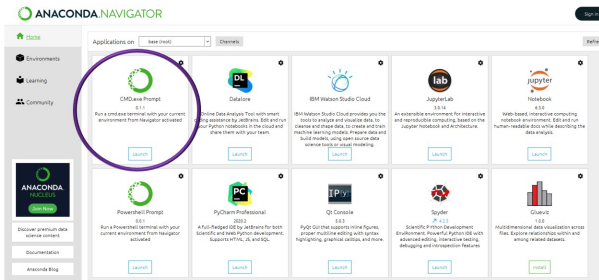 ANACONDA.NAVIGATOR
Sign in
Home
Applications on
base (root)
Channels
Refre
Environments
Learning
Community
CMD.exe Prompt
0.1.1
Run a cmd.exe terminal with your current
environment from Navigator activated
Launch
Datalore
Online Data Analysis Tool with smart
coding assistance by JetBrains. Edit and run
your Python notebooks in the cloud and
share them with your team.
Launch
IBM Watson Studio Cloud
IBM Watson Studio Cloud provides you the
tools to analyze and visualize data, to
cleanse and shape data, to create and train
machine learning models. Prepare data and
build models, using open source data
science tools or visual modeling.
Launch
lab
JupyterLab
3.0.14
An extensible environment for interactive
and reproducible computing, based on the
Jupyter Notebook and Architecture.
Launch
jupyter
Notebook
6.3.0
Web-based, interactive computing
notebook environment. Edit and run
human-readable docs while describing the
data analysis.
Launch
DL
Powershell Prompt
0.0.1
Run a Powershell terminal with your
current environment from Navigator
activated
Launch
PC
PyCharm Professional
2020.2
A full-fledged IDE by JetBrains for both
Scientific and Web Python development.
Supports HTML, JS, and SQL.
Launch
IP[y]:
Qt Console
5.0.3
PyQt GUI that supports inline figures,
proper multiline editing with syntax
highlighting, graphical calltips, and more.
Launch
Spyder
4.2.5
Scientific PYthon Development
EnviRonment. Powerful Python IDE with
advanced editing, interactive testing,
debugging and introspection features
Launch
Glueviz
1.0.0
Multidimensional data visualization across
files. Explore relationships within and
among related datasets.
Install
ANACONDA
NUCLEUS
Join Now
Discover premium data
science content
Documentation
Anaconda Blog